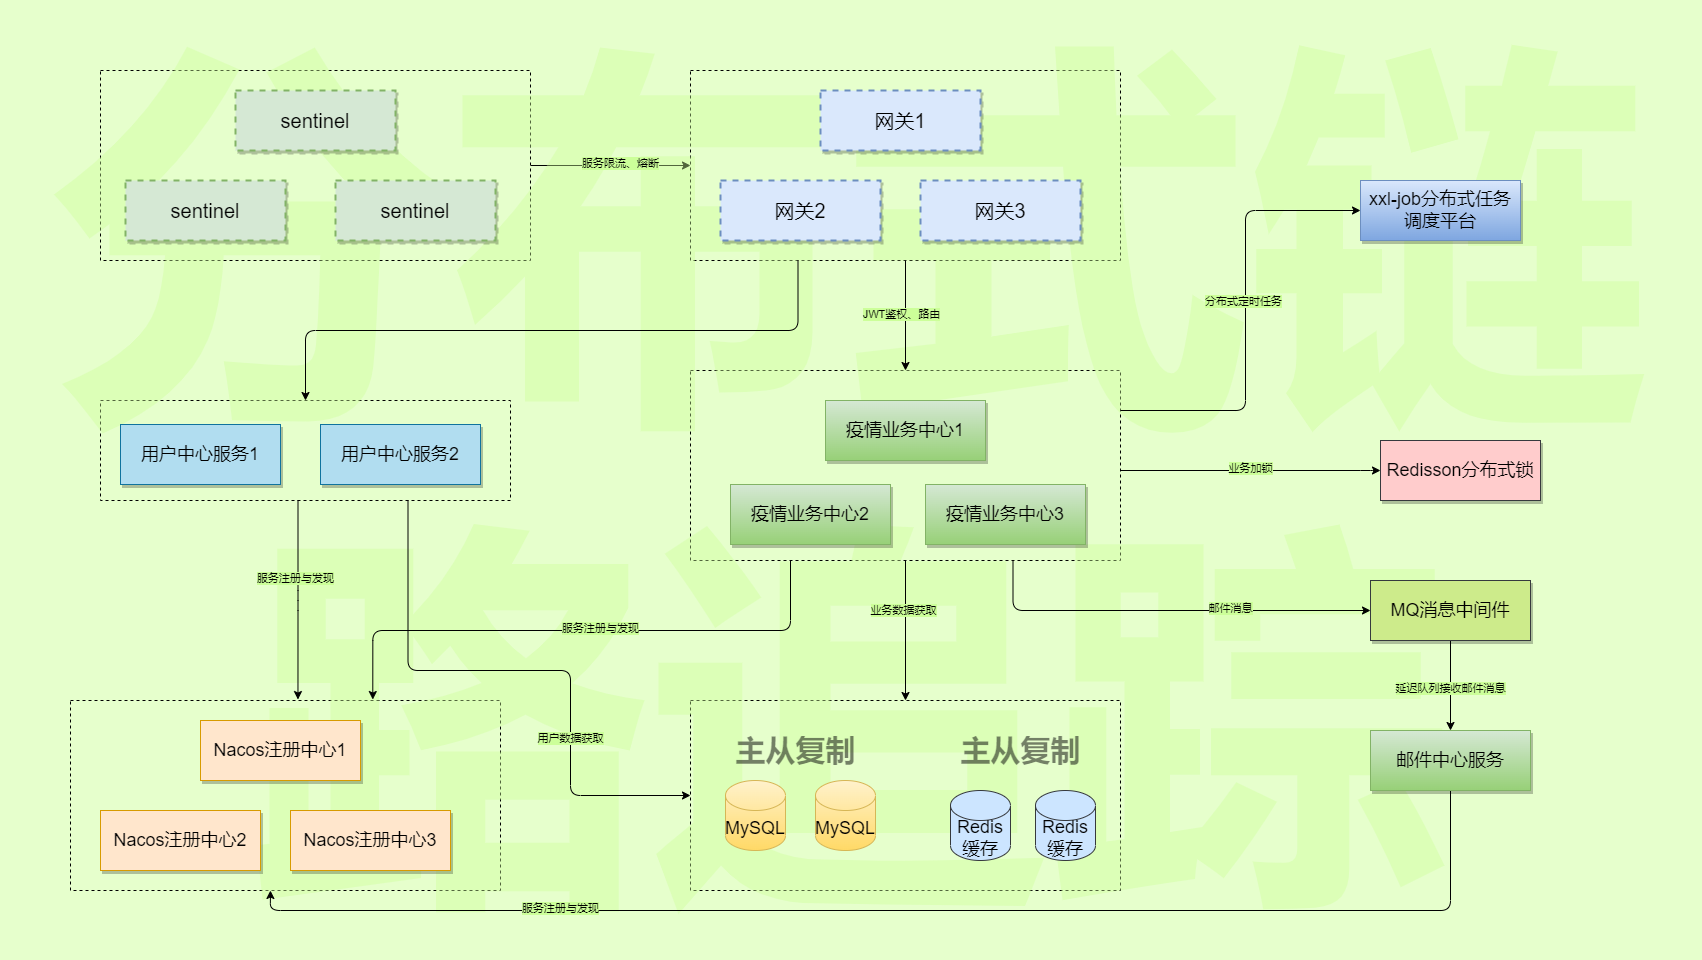 分布式链
路追踪
sentinel
sentinel
sentinel
服务限流、熔断
网关1
网关2
网关3
xxl-job分布式任务
调度平台
分布式定时任务
JWT鉴权、路由
用户中心服务1
用户中心服务2
疫情业务中心1
疫情业务中心2
疫情业务中心3
业务加锁
Redisson分布式锁
服务注册与发现
服务注册与发现
业务数据获取
邮件消息
MQ消息中间件
延迟队列接收邮件消息
用户数据获取
Nacos注册中心1
Nacos注册中心2
Nacos注册中心3
主从复制
主从复制
MySQL
MySQL
Redis
缓存
Redis
缓存
邮件中心服务
服务注册与发现